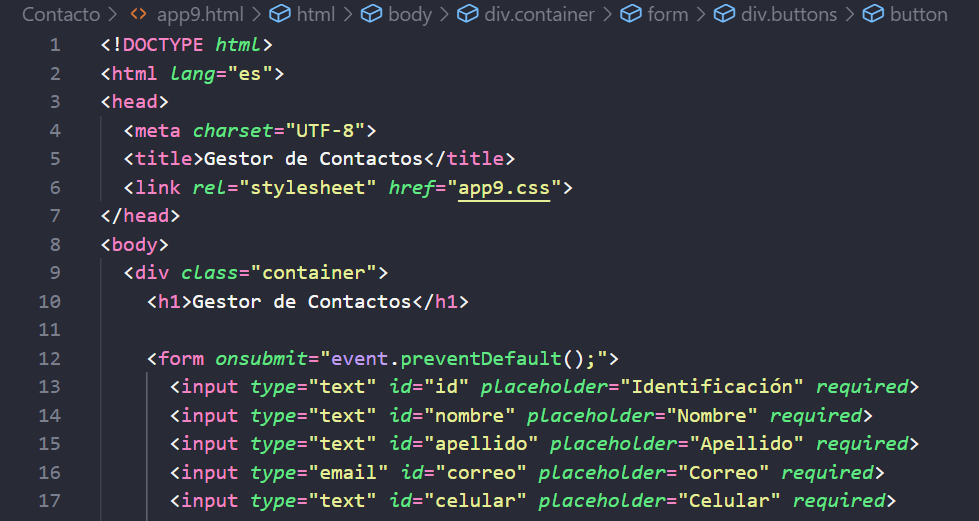 Contacto > <> app9.html > html > body > div.container > form > div.buttons > button
1 <!DOCTYPE html>
2 <html lang="es">
3 <head>
4 <meta charset="UTF-8">
5 <title>Gestor de Contactos</title>
6 <link rel="stylesheet" href="app9.css">
7 </head>
8 <body>
9 <div class="container">
10 <h1>Gestor de Contactos</h1>
11
12 <form onsubmit="event.preventDefault();">
13 <input type="text" id="id" placeholder="Identificación" required>
14 <input type="text" id="nombre" placeholder="Nombre" required>
15 <input type="text" id="apellido" placeholder="Apellido" required>
16 <input type="email" id="correo" placeholder="Correo" required>
17 <input type="text" id="celular" placeholder="Celular" required>